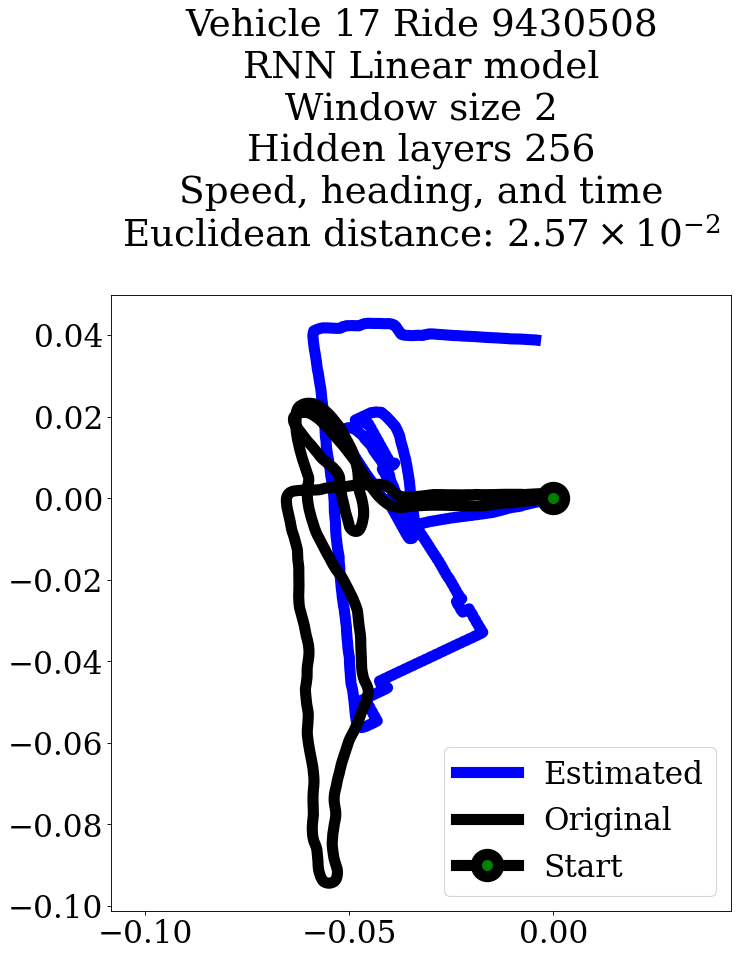 Vehicle 17 Ride 9430508
RNN Linear model
Window size 2
Hidden layers 256
Speed, heading, and time
Euclidean distance: 2.57 × 10⁻²
0.04
0.02
0.00
−0.02
−0.04
−0.06
−0.08
−0.10
Estimated
Original
Start
−0.10 −0.05 0.00